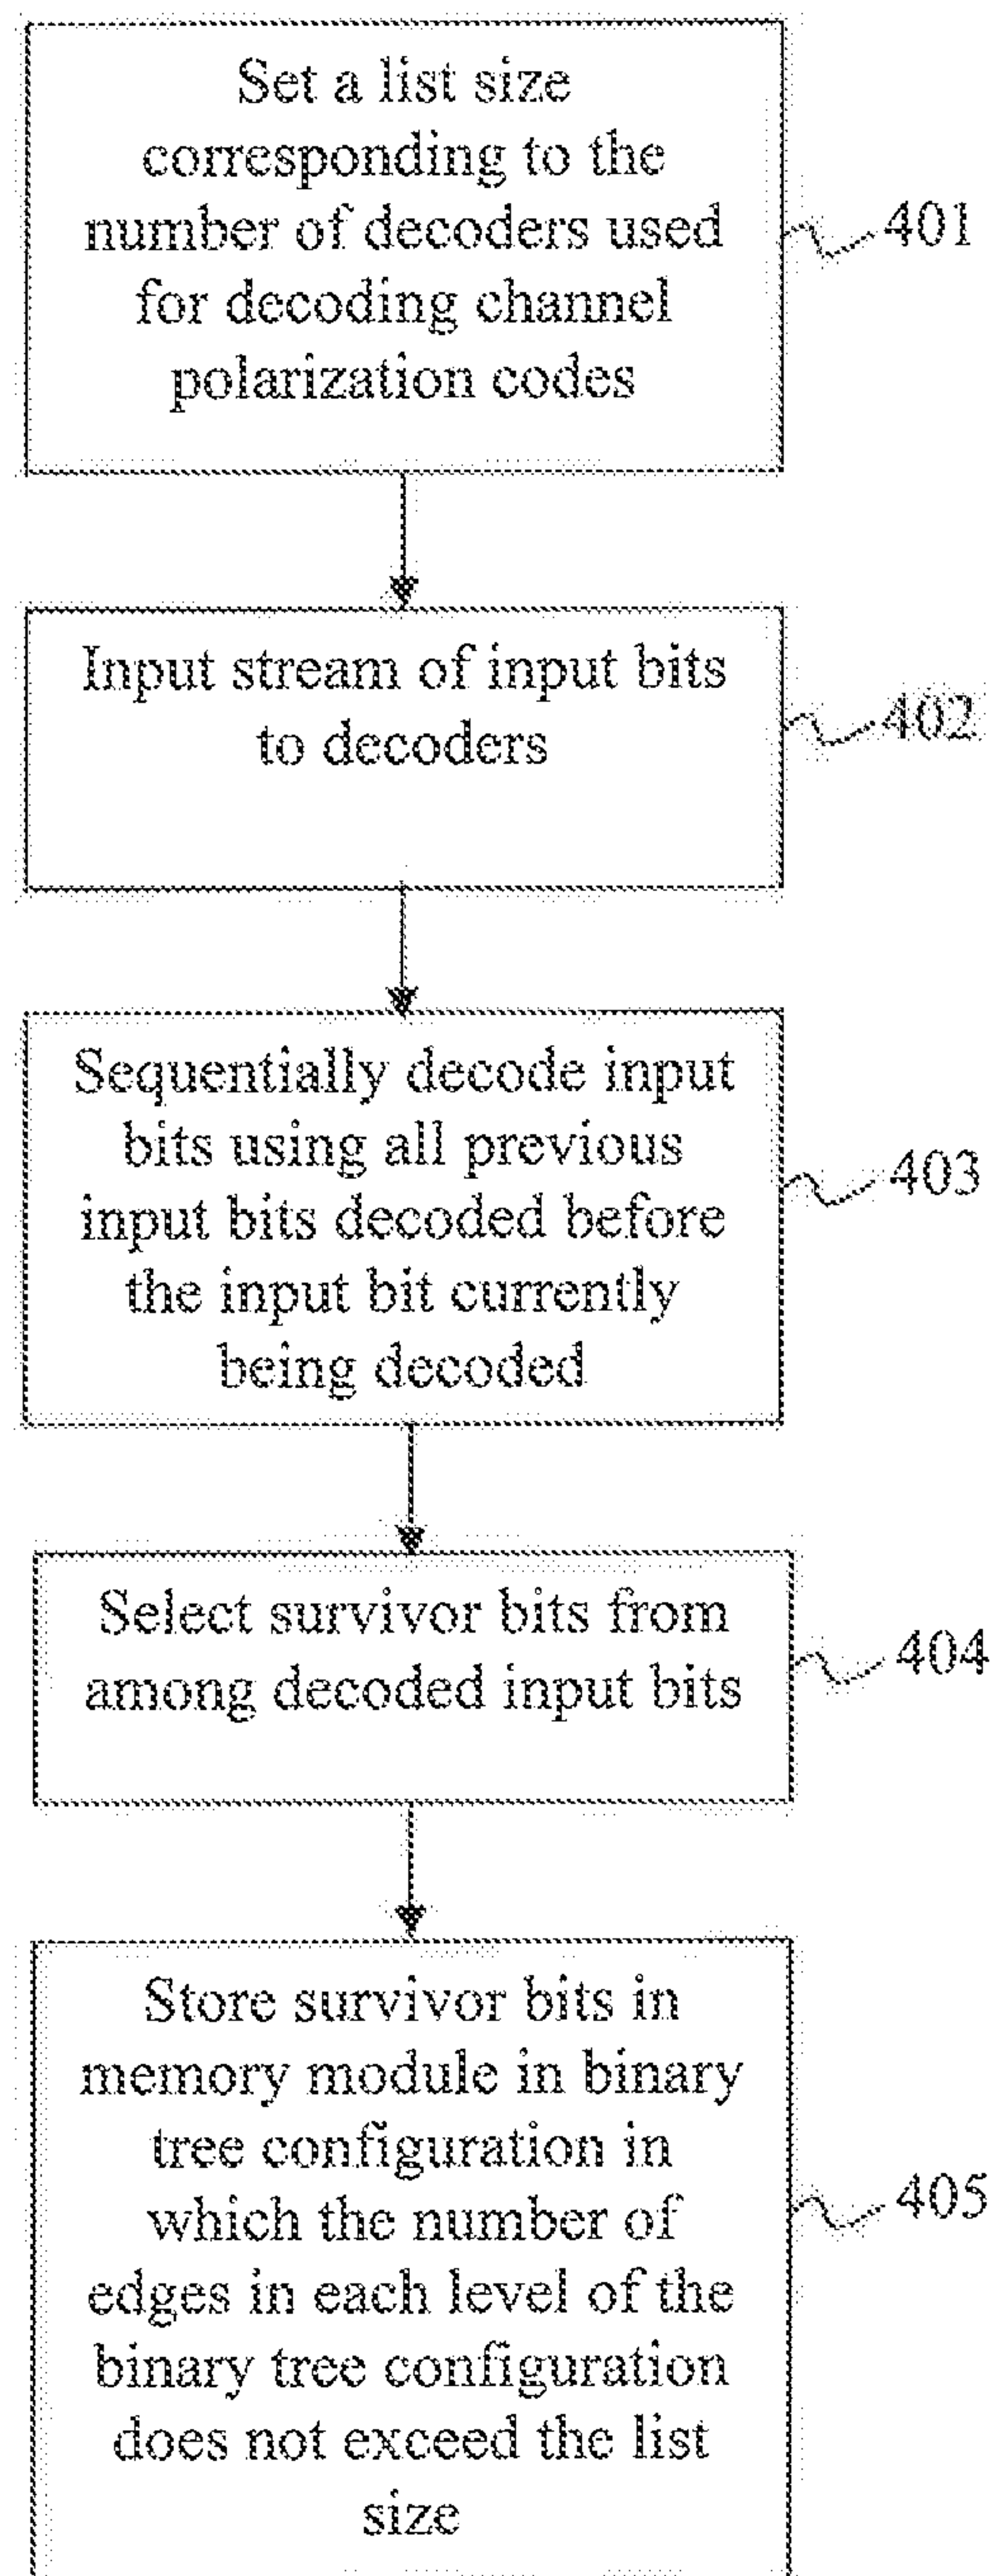 Set a list size
corresponding to the
number of decoders used
for decoding channel
polarization codes
401
Input stream of input bits
to decoders
402
Sequentially decode input
bits using all previous
input bits decoded before
the input bit currently
being decoded
403
Select survivor bits from
among decoded input bits
404
Store survivor bits in
memory module in binary
tree configuration in
which the number of
edges in each level of the
binary tree configuration
does not exceed the list
size
405